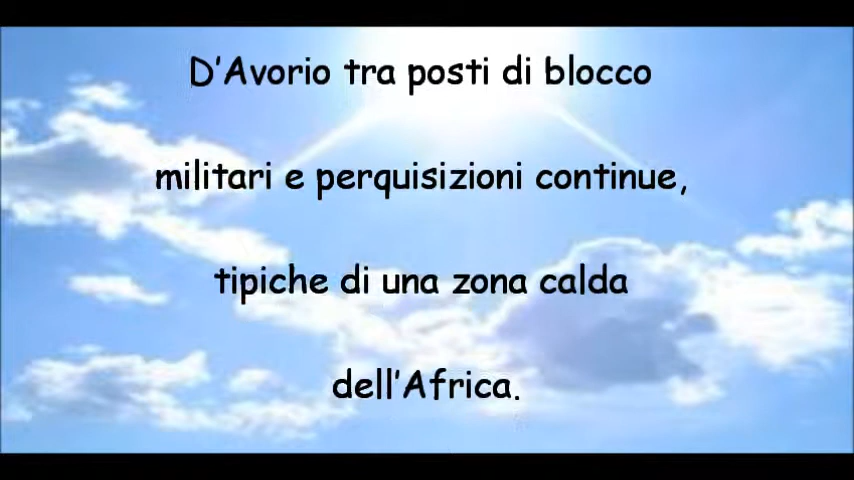 D'Avorio tra posti di blocco
militari e perquisizioni continue,
tipiche di una zona calda
dell'Africa.